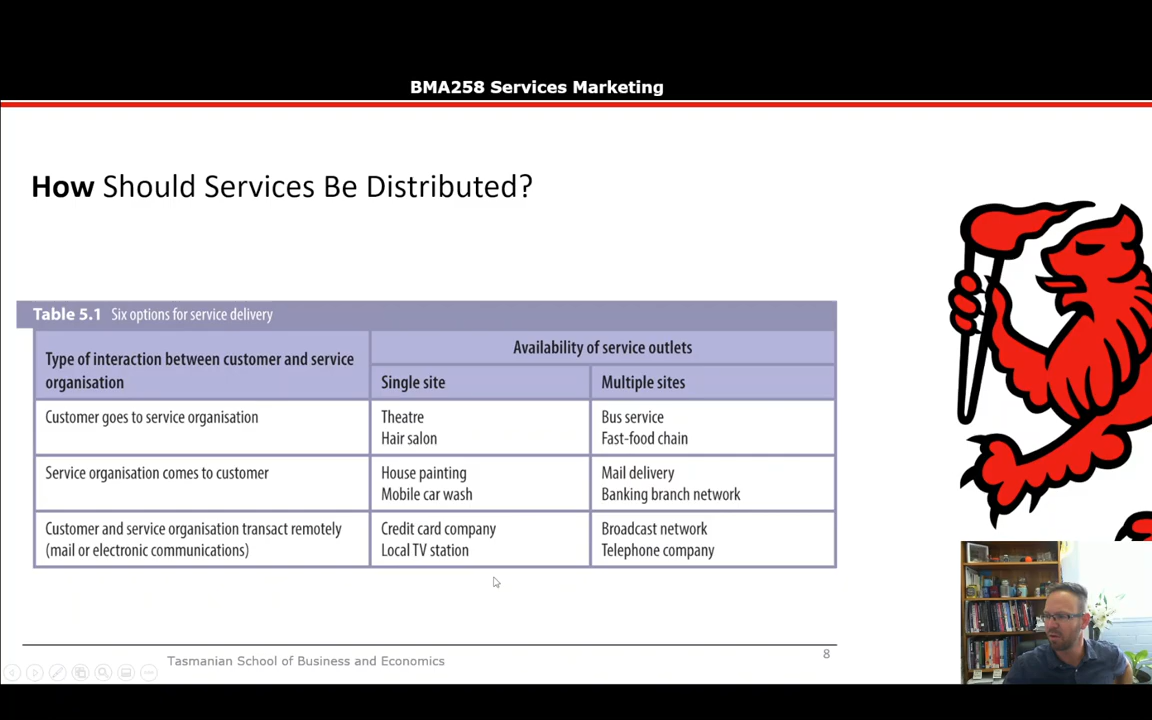 BMA258 Services Marketing
How Should Services Be Distributed?
Table 5.1 Six options for service delivery
Type of interaction between customer and service
organisation
Availability of service outlets
Single site
Multiple sites
Customer goes to service organisation
Theatre
Hair salon
Bus service
Fast-food chain
Service organisation comes to customer
House painting
Mobile car wash
Mail delivery
Banking branch network
Customer and service organisation transact remotely
(mail or electronic communications)
Credit card company
Local TV station
Broadcast network
Telephone company
Tasmanian School of Business and Economics
8